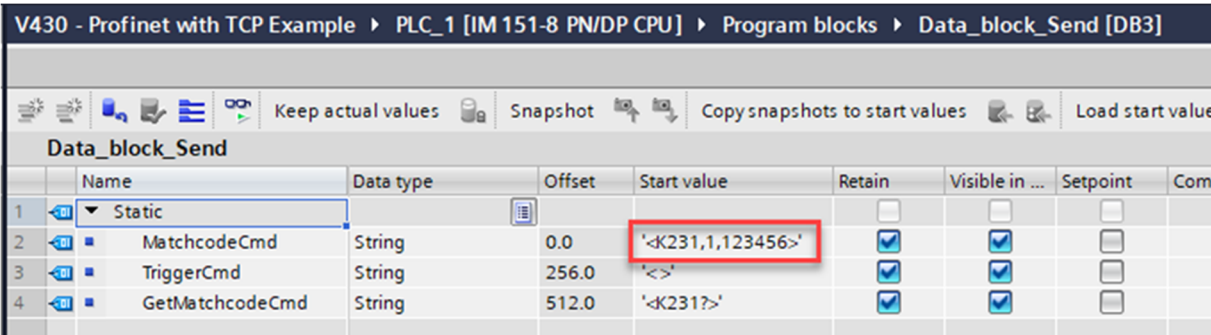 V430 - Profinet with TCP Example ▸ PLC_1 [IM 151-8 PN/DP CPU] ▸ Program blocks ▸ Data_block_Send [DB3]
Keep actual values Snapshot Copy snapshots to start values Load start value
Data_block_Send
Name Data type Offset Start value Retain Visible in ... Setpoint Com
1 Static
2 MatchcodeCmd String 0.0 '<K231,1,123456>'
3 TriggerCmd String 256.0 '<>'
4 GetMatchcodeCmd String 512.0 '<K231?>'